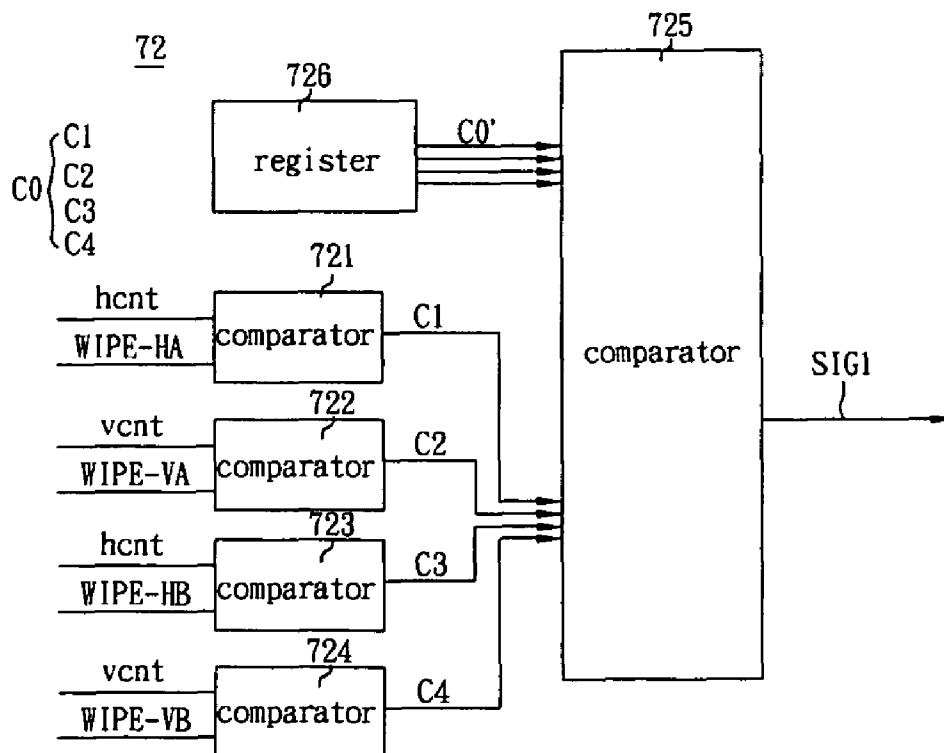 72
725
726
C0'
register
C0
C1
C2
C3
C4
721
hcnt
C1
WIPE-HA
comparator
comparator
SIG1
722
vcnt
C2
WIPE-VA
comparator
723
hcnt
C3
WIPE-HB
comparator
724
vcnt
C4
WIPE-VB
comparator